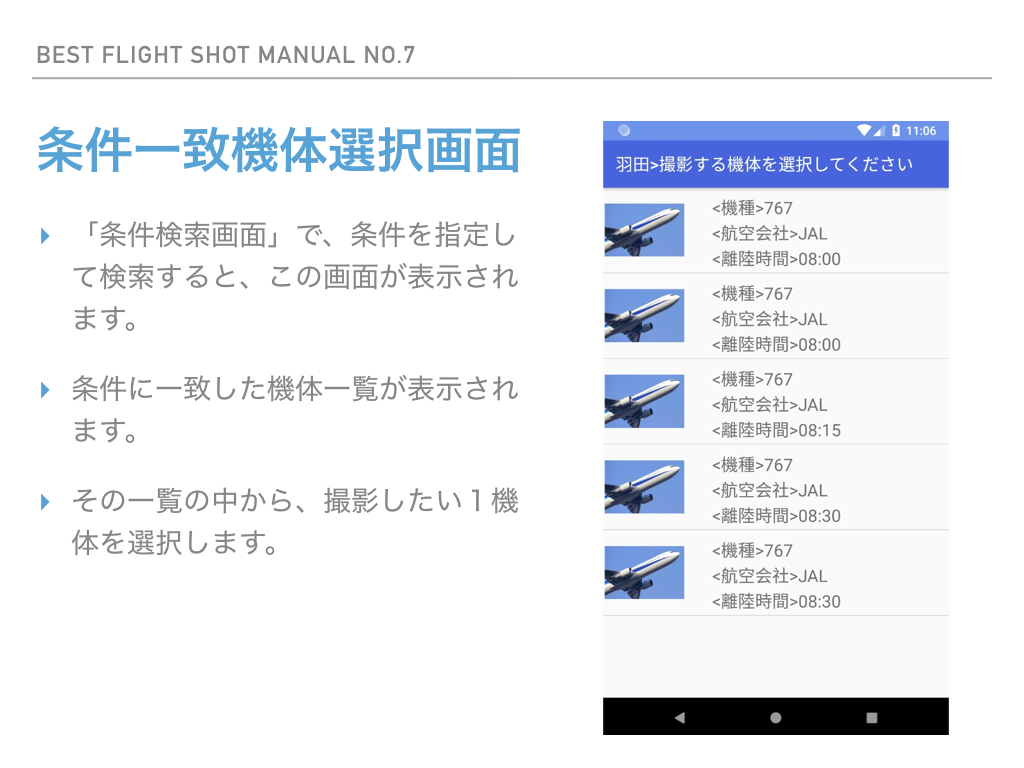 BEST FLIGHT SHOT MANUAL NO.7
条件一致機体選択画面
「条件検索画面」で、条件を指定し
て検索すると、この画面が表示され
ます。
条件に一致した機体一覧が表示され
ます。
その一覧の中から、撮影したい１機
体を選択します。
11:06
羽田>撮影する機体を選択してください
<機種>767
<航空会社>JAL
<離陸時間>08:00
<機種>767
<航空会社>JAL
<離陸時間>08:00
<機種>767
<航空会社>JAL
<離陸時間>08:15
<機種>767
<航空会社>JAL
<離陸時間>08:30
<機種>767
<航空会社>JAL
<離陸時間>08:30